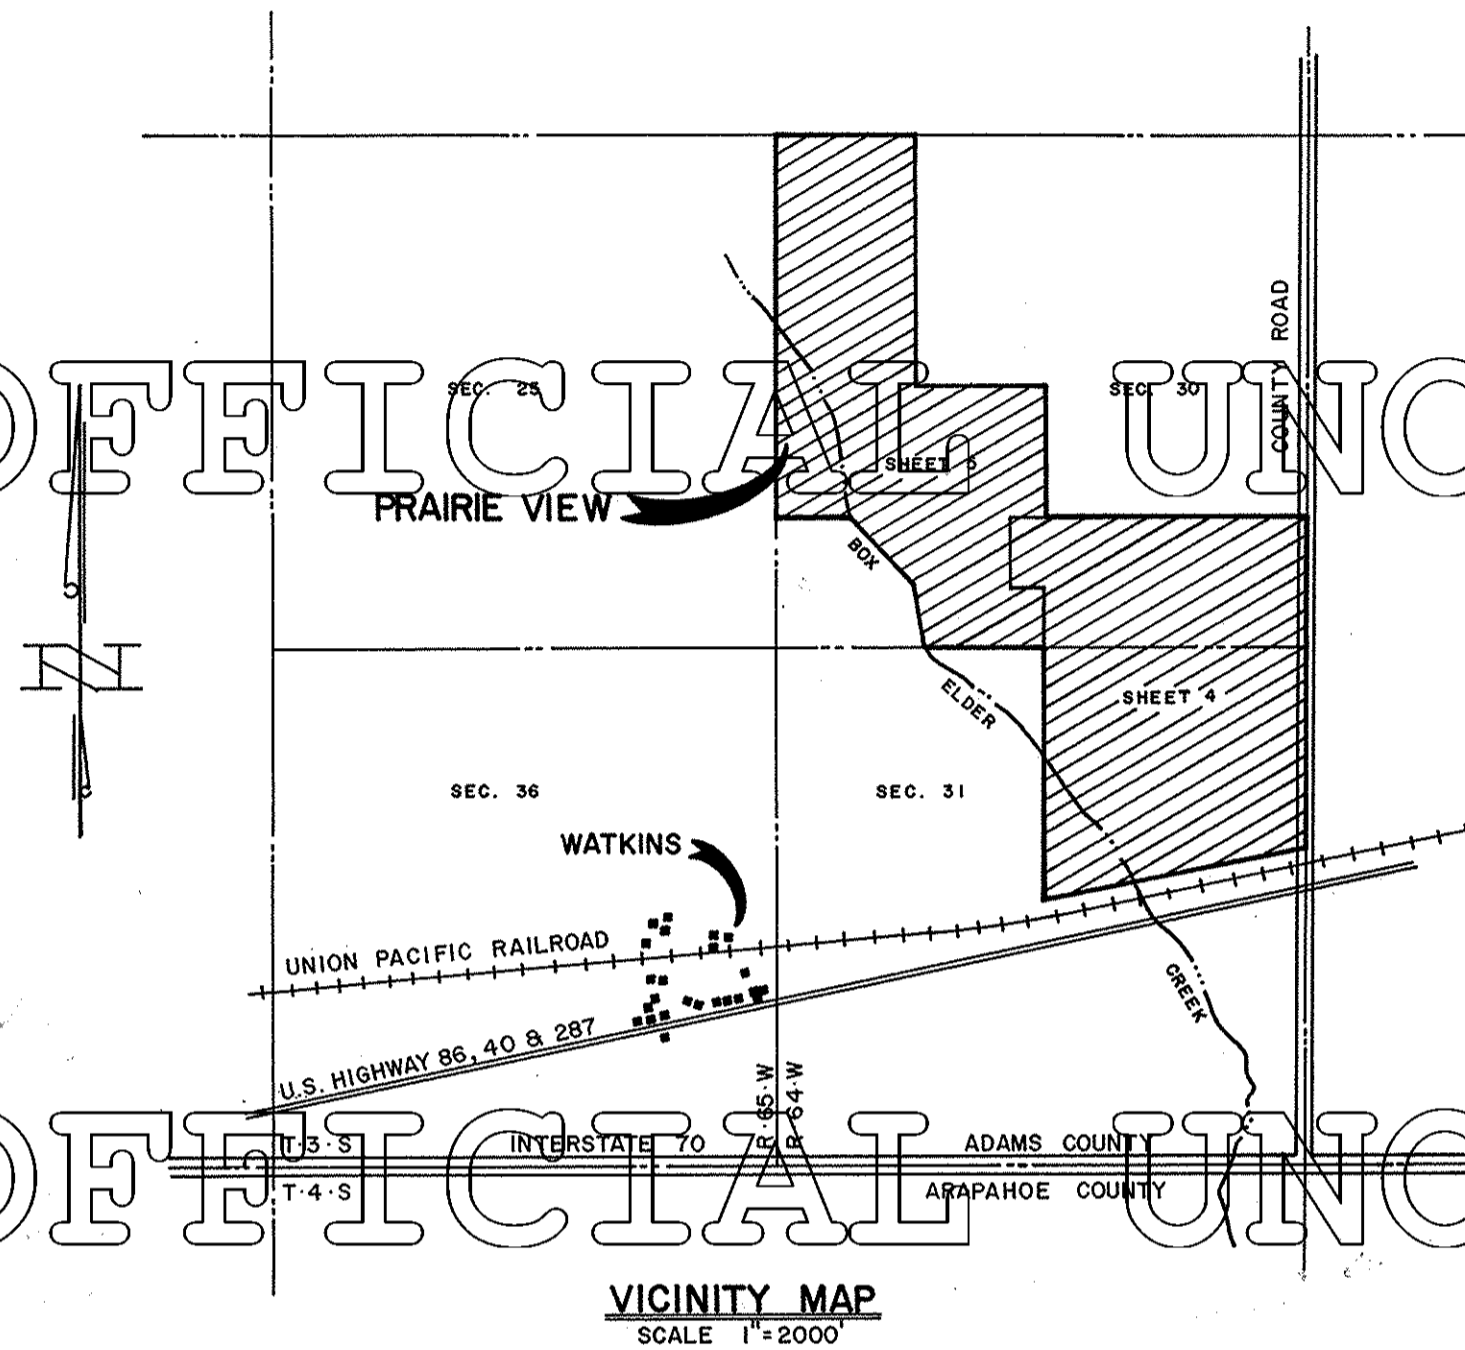 SEC. 25
SEC. 30
COUNTY ROAD
OFFICIAL UNO
SHEET 5
PRAIRIE VIEW
BOX
N
ELDER
SHEET 4
SEC. 36
SEC. 31
WATKINS
UNION PACIFIC RAILROAD
CREEK
U.S. HIGHWAY 86, 40 & 287
R·65·W
R·64·W
T·3·S
INTERSTATE 70
ADAMS COUNTY
OFFICIAL UNO
T·4·S
ARAPAHOE COUNTY
VICINITY MAP
SCALE 1"=2000'